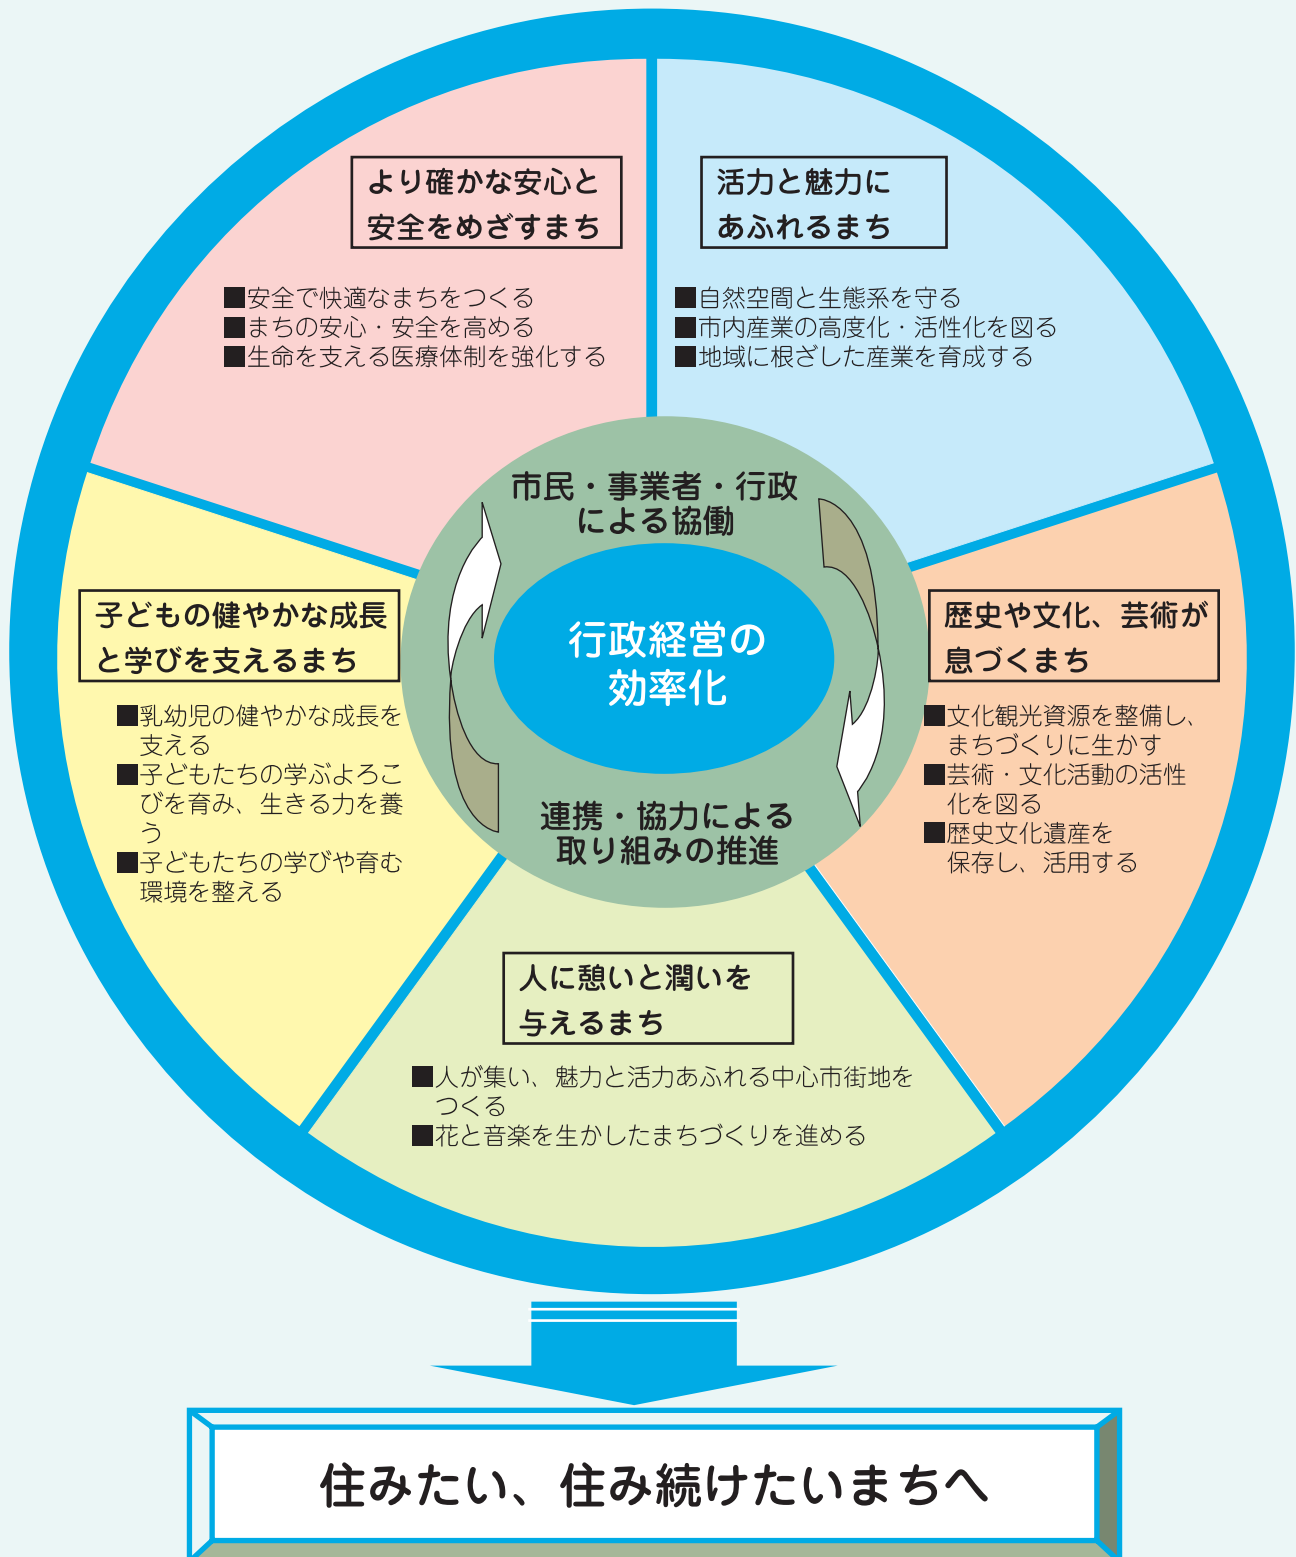 より確かな安心と
安全をめざすまち
■安全で快適なまちをつくる
■まちの安心・安全を高める
■生命を支える医療体制を強化する
活力と魅力に
あふれるまち
■自然空間と生態系を守る
■市内産業の高度化・活性化を図る
■地域に根ざした産業を育成する
市民・事業者・行政
による協働
行政経営の
効率化
連携・協力による
取り組みの推進
子どもの健やかな成長
と学びを支えるまち
■乳幼児の健やかな成長を
支える
■子どもたちの学ぶよろこ
びを育み、生きる力を養
う
■子どもたちの学びや育む
環境を整える
歴史や文化、芸術が
息づくまち
■文化観光資源を整備し、
まちづくりに生かす
■芸術・文化活動の活性
化を図る
■歴史文化遺産を
保存し、活用する
人に憩いと潤いを
与えるまち
■人が集い、魅力と活力あふれる中心市街地を
つくる
■花と音楽を生かしたまちづくりを進める
住みたい、住み続けたいまちへ